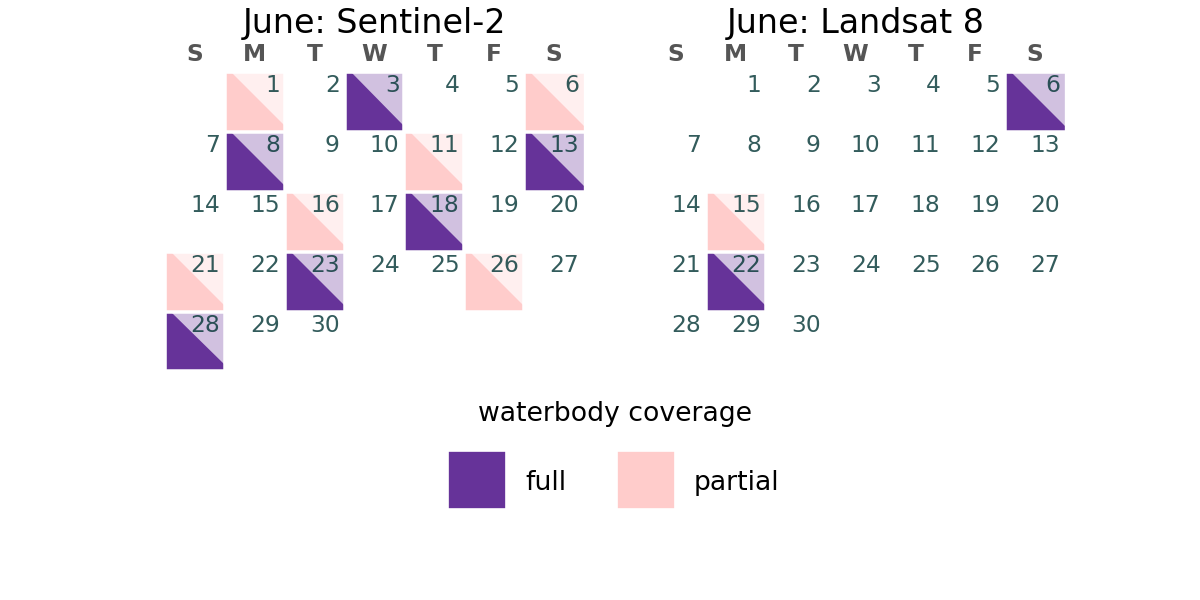 June: Sentinel-2
S M T W T F S
1 2 3 4 5 6
7 8 9 10 11 12 13
14 15 16 17 18 19 20
21 22 23 24 25 26 27
28 29 30
June: Landsat 8
S M T W T F S
1 2 3 4 5 6
7 8 9 10 11 12 13
14 15 16 17 18 19 20
21 22 23 24 25 26 27
28 29 30
waterbody coverage
full
partial